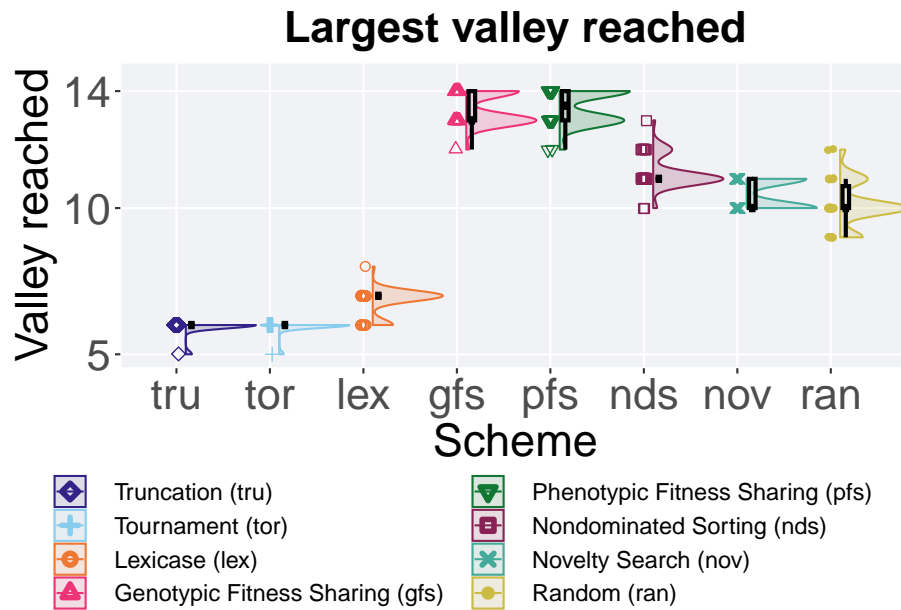 Largest valley reached
Valley reached
14
10
5
tru tor lex gfs pfs nds nov ran
Scheme
Truncation (tru)
Tournament (tor)
Lexicase (lex)
Genotypic Fitness Sharing (gfs)
Phenotypic Fitness Sharing (pfs)
Nondominated Sorting (nds)
Novelty Search (nov)
Random (ran)